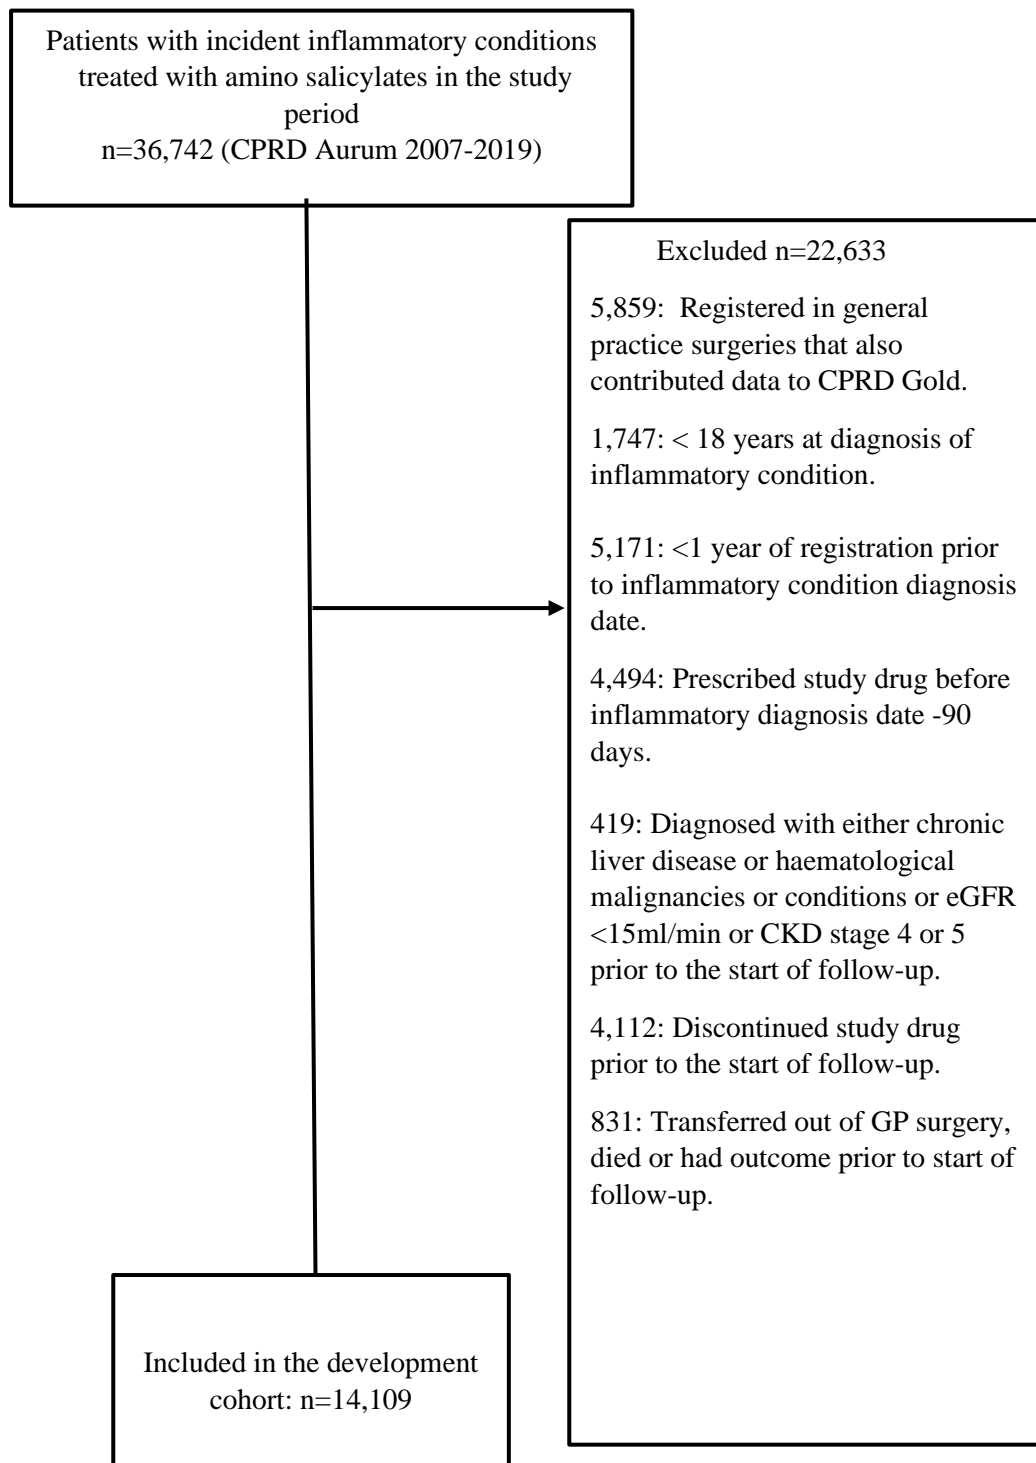 Patients with incident inflammatory conditions
treated with amino salicylates in the study
period
n=36,742 (CPRD Aurum 2007-2019)
Excluded n=22,633
5,859:  Registered in general
practice surgeries that also
contributed data to CPRD Gold.
1,747: < 18 years at diagnosis of
inflammatory condition.
5,171: <1 year of registration prior
to inflammatory condition diagnosis
date.
4,494: Prescribed study drug before
inflammatory diagnosis date -90
days.
419: Diagnosed with either chronic
liver disease or haematological
malignancies or conditions or eGFR
<15ml/min or CKD stage 4 or 5
prior to the start of follow-up.
4,112: Discontinued study drug
prior to the start of follow-up.
831: Transferred out of GP surgery,
died or had outcome prior to start of
follow-up.
Included in the development
cohort: n=14,109